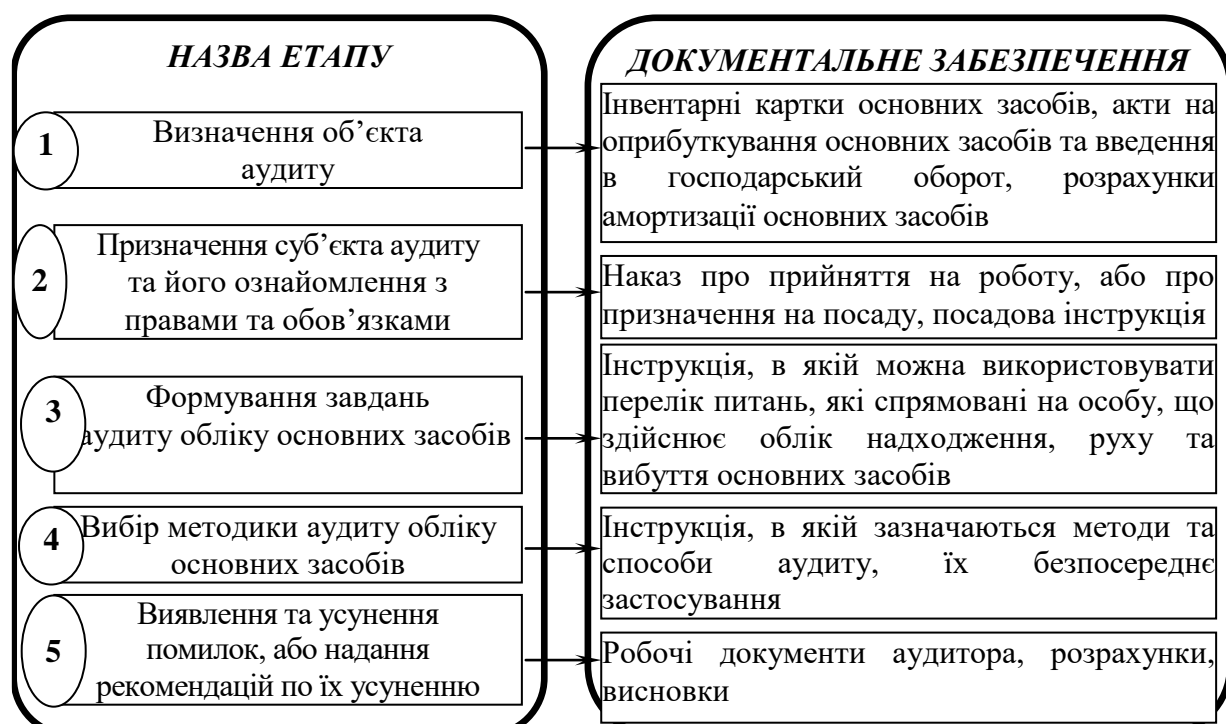 НАЗВА ЕТАПУ
ДОКУМЕНТАЛЬНЕ ЗАБЕЗПЕЧЕННЯ
1
Визначення об’єкта
аудиту
Інвентарні картки основних засобів, акти на
оприбуткування основних засобів та введення
в господарський оборот, розрахунки
амортизації основних засобів
2
Призначення суб’єкта аудиту
та його ознайомлення з
правами та обов’язками
Наказ про прийняття на роботу, або про
призначення на посаду, посадова інструкція
3
Формування завдань
аудиту обліку основних засобів
Інструкція, в якій можна використовувати
перелік питань, які спрямовані на особу, що
здійснює облік надходження, руху та
вибуття основних засобів
4
Вибір методики аудиту обліку
основних засобів
Інструкція, в якій зазначаються методи та
способи аудиту, їх безпосереднє
застосування
5
Виявлення та усунення
помилок, або надання
рекомендацій по їх усуненню
Робочі документи аудитора, розрахунки,
висновки